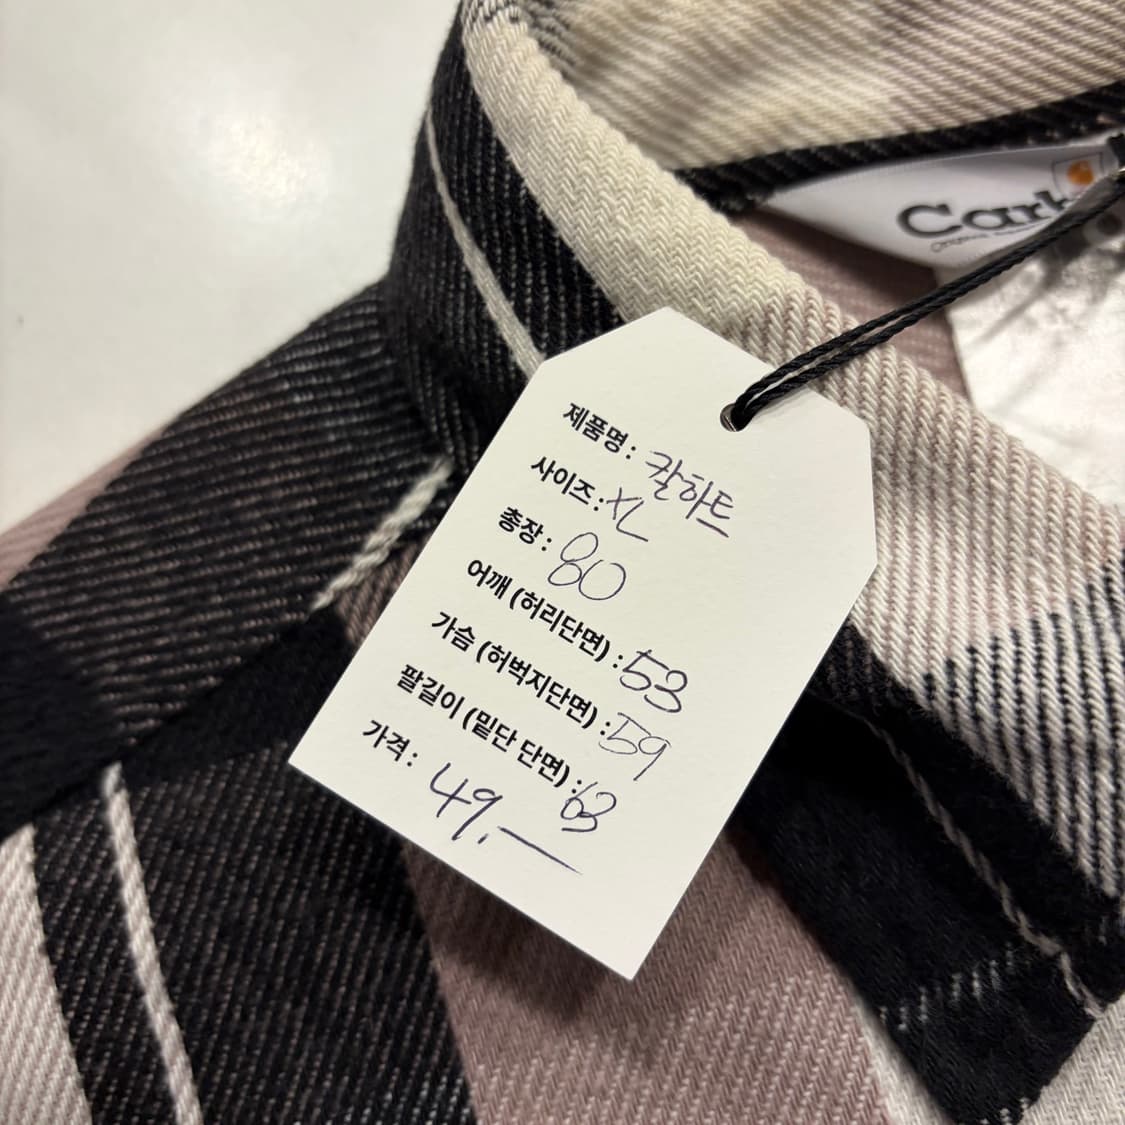 Carh
제품명: 칼하트
사이즈: XL
총장: 80
어깨 (허리단면) : 53
가슴 (허벅지단면) : 59
팔길이 (밑단 단면) : 63
가격: 49.—